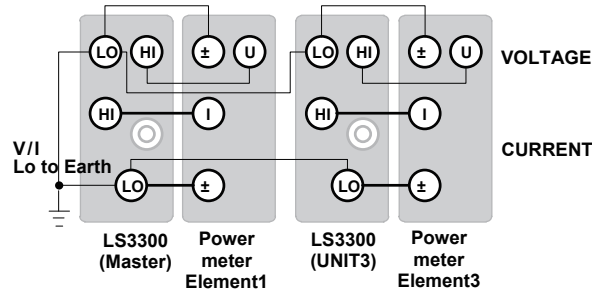 LO HI ± U LO HI ± U
VOLTAGE
HI I HI I
V/I
Lo to Earth
CURRENT
LO ± LO ±
LS3300
(Master)
Power
meter
Element1
LS3300
(UNIT3)
Power
meter
Element3